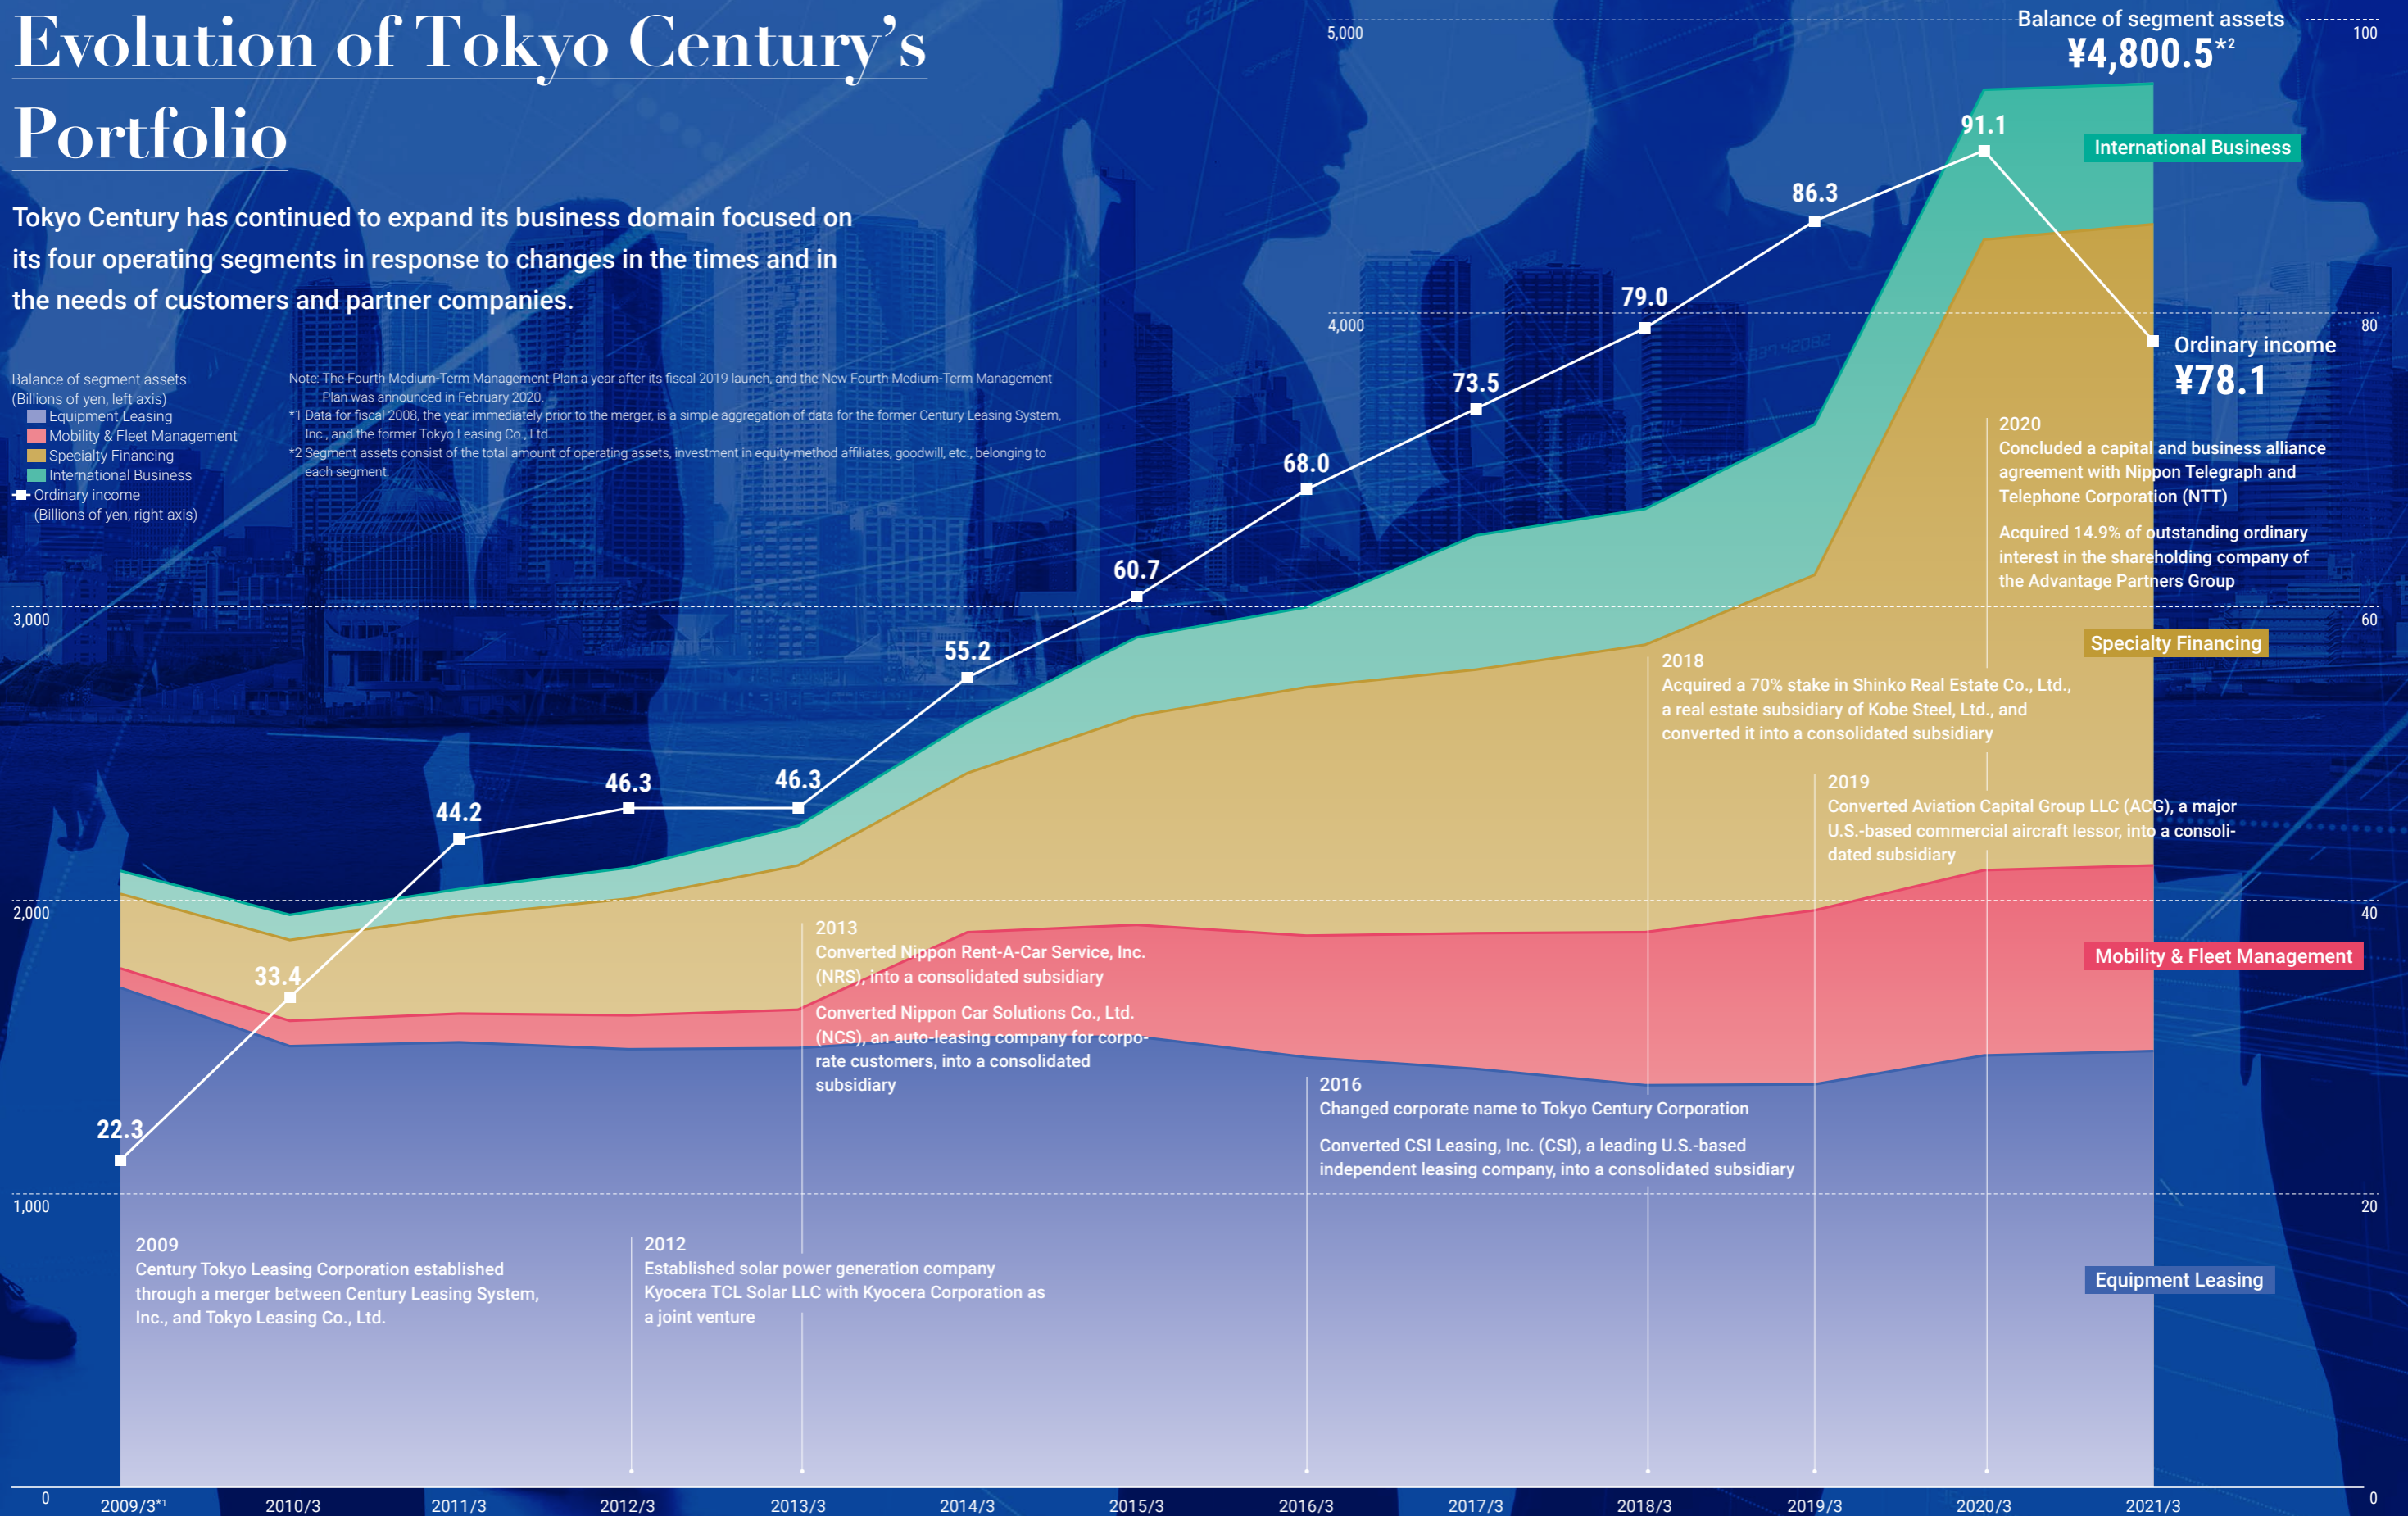 Evolution of Tokyo Century's
Portfolio
Tokyo Century has continued to expand its business domain focused on
its four operating segments in response to changes in the times and in
the needs of customers and partner companies.
Balance of segment assets
(Billions of yen, left axis)
Equipment Leasing
Mobility & Fleet Management
Specialty Financing
International Business
Ordinary income
(Billions of yen, right axis)
Note: The Fourth Medium-Term Management Plan a year after its fiscal 2019 launch, and the New Fourth Medium-Term Management
Plan was announced in February 2020.
*1 Data for fiscal 2008, the year immediately prior to the merger, is a simple aggregation of data for the former Century Leasing System,
Inc., and the former Tokyo Leasing Co., Ltd.
*2 Segment assets consist of the total amount of operating assets, investment in equity-method affiliates, goodwill, etc., belonging to
each segment.
5,000
4,000
3,000
2,000
1,000
0
100
80
60
40
20
0
Balance of segment assets
¥4,800.5*2
International Business
Ordinary income
¥78.1
22.3
33.4
44.2
46.3
46.3
55.2
60.7
68.0
73.5
79.0
86.3
91.1
2020
Concluded a capital and business alliance
agreement with Nippon Telegraph and
Telephone Corporation (NTT)
Acquired 14.9% of outstanding ordinary
interest in the shareholding company of
the Advantage Partners Group
Specialty Financing
2018
Acquired a 70% stake in Shinko Real Estate Co., Ltd.,
a real estate subsidiary of Kobe Steel, Ltd., and
converted it into a consolidated subsidiary
2019
Converted Aviation Capital Group LLC (ACG), a major
U.S.-based commercial aircraft lessor, into a consoli-
dated subsidiary
2013
Converted Nippon Rent-A-Car Service, Inc.
(NRS), into a consolidated subsidiary
Converted Nippon Car Solutions Co., Ltd.
(NCS), an auto-leasing company for corpo-
rate customers, into a consolidated
subsidiary
Mobility & Fleet Management
2016
Changed corporate name to Tokyo Century Corporation
Converted CSI Leasing, Inc. (CSI), a leading U.S.-based
independent leasing company, into a consolidated subsidiary
2009
Century Tokyo Leasing Corporation established
through a merger between Century Leasing System,
Inc., and Tokyo Leasing Co., Ltd.
2012
Established solar power generation company
Kyocera TCL Solar LLC with Kyocera Corporation as
a joint venture
Equipment Leasing
2009/3*1
2010/3
2011/3
2012/3
2013/3
2014/3
2015/3
2016/3
2017/3
2018/3
2019/3
2020/3
2021/3